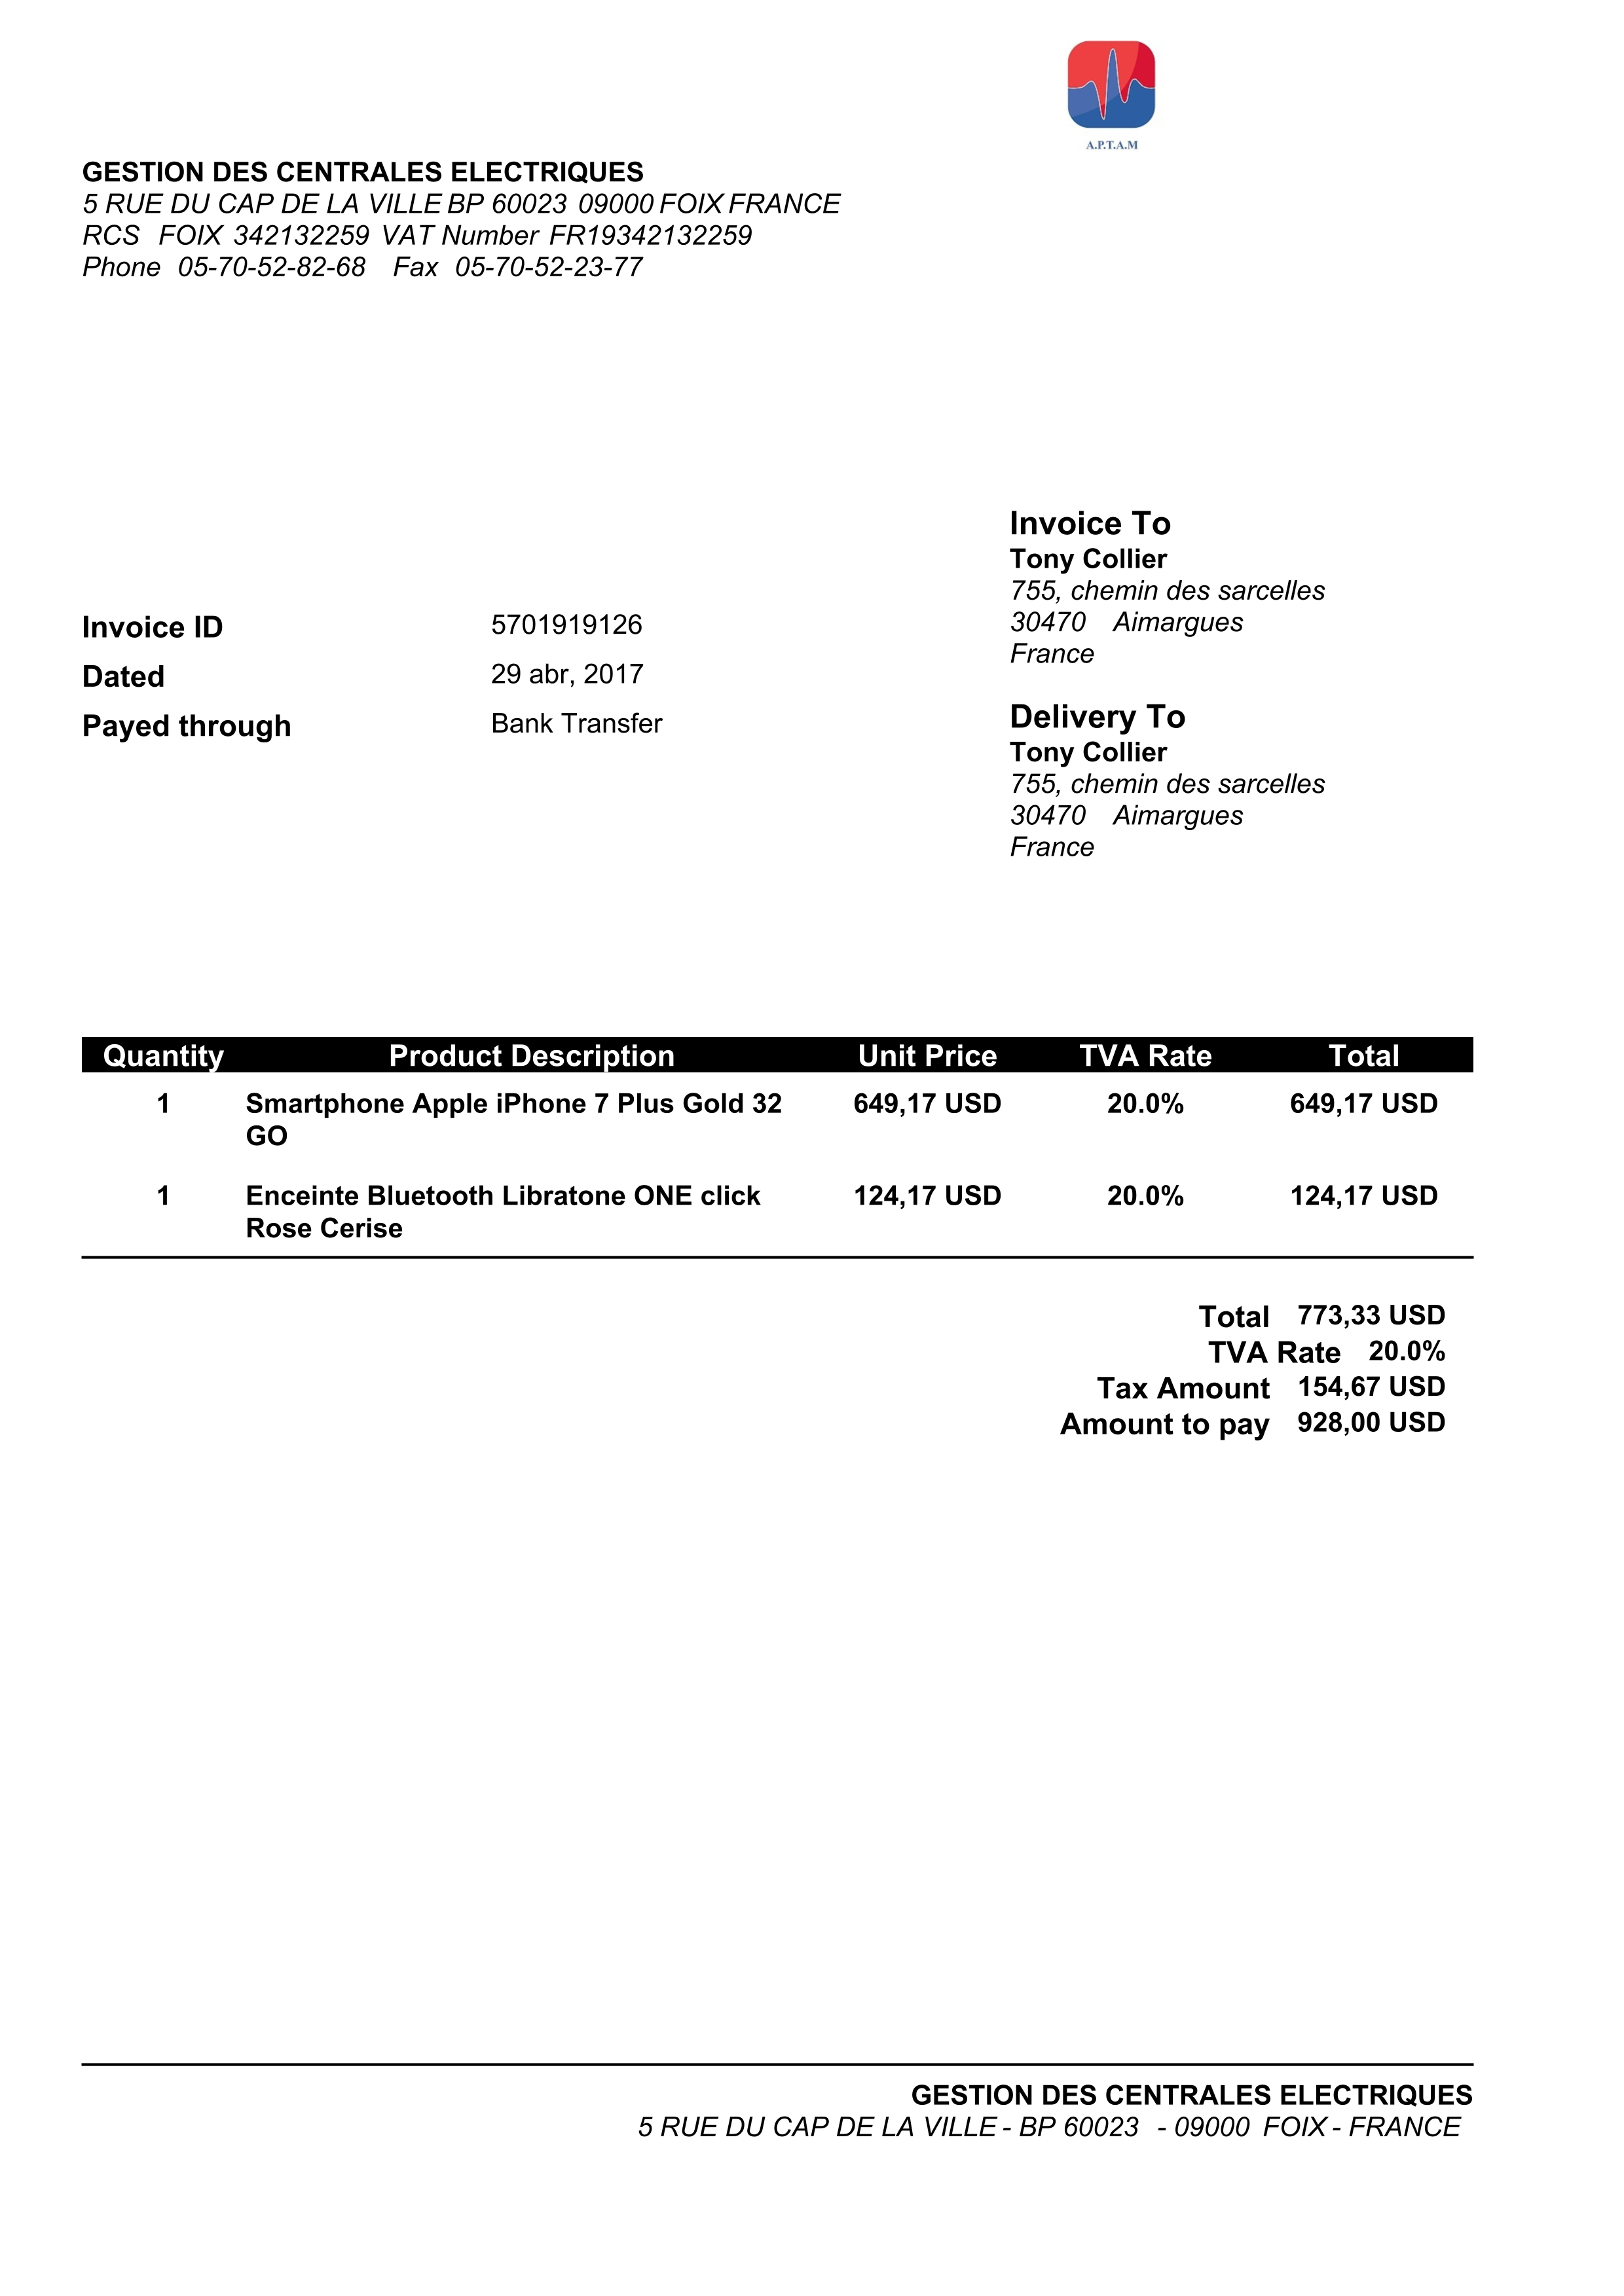 A.P.T.A.M
GESTION DES CENTRALES ELECTRIQUES
5 RUE DU CAP DE LA VILLE BP 60023 09000 FOIX FRANCE
RCS FOIX 342132259 VAT Number FR19342132259
Phone 05-70-52-82-68 Fax 05-70-52-23-77
Invoice To
Tony Collier
755, chemin des sarcelles
30470 Aimargues
France
Invoice ID 5701919126
Dated 29 abr, 2017
Payed through Bank Transfer
Delivery To
Tony Collier
755, chemin des sarcelles
30470 Aimargues
France
Quantity Product Description Unit Price TVA Rate Total
1 Smartphone Apple iPhone 7 Plus Gold 32 649,17 USD 20.0% 649,17 USD
GO
1 Enceinte Bluetooth Libratone ONE click 124,17 USD 20.0% 124,17 USD
Rose Cerise
Total 773,33 USD
TVA Rate 20.0%
Tax Amount 154,67 USD
Amount to pay 928,00 USD
GESTION DES CENTRALES ELECTRIQUES
5 RUE DU CAP DE LA VILLE - BP 60023 - 09000 FOIX - FRANCE